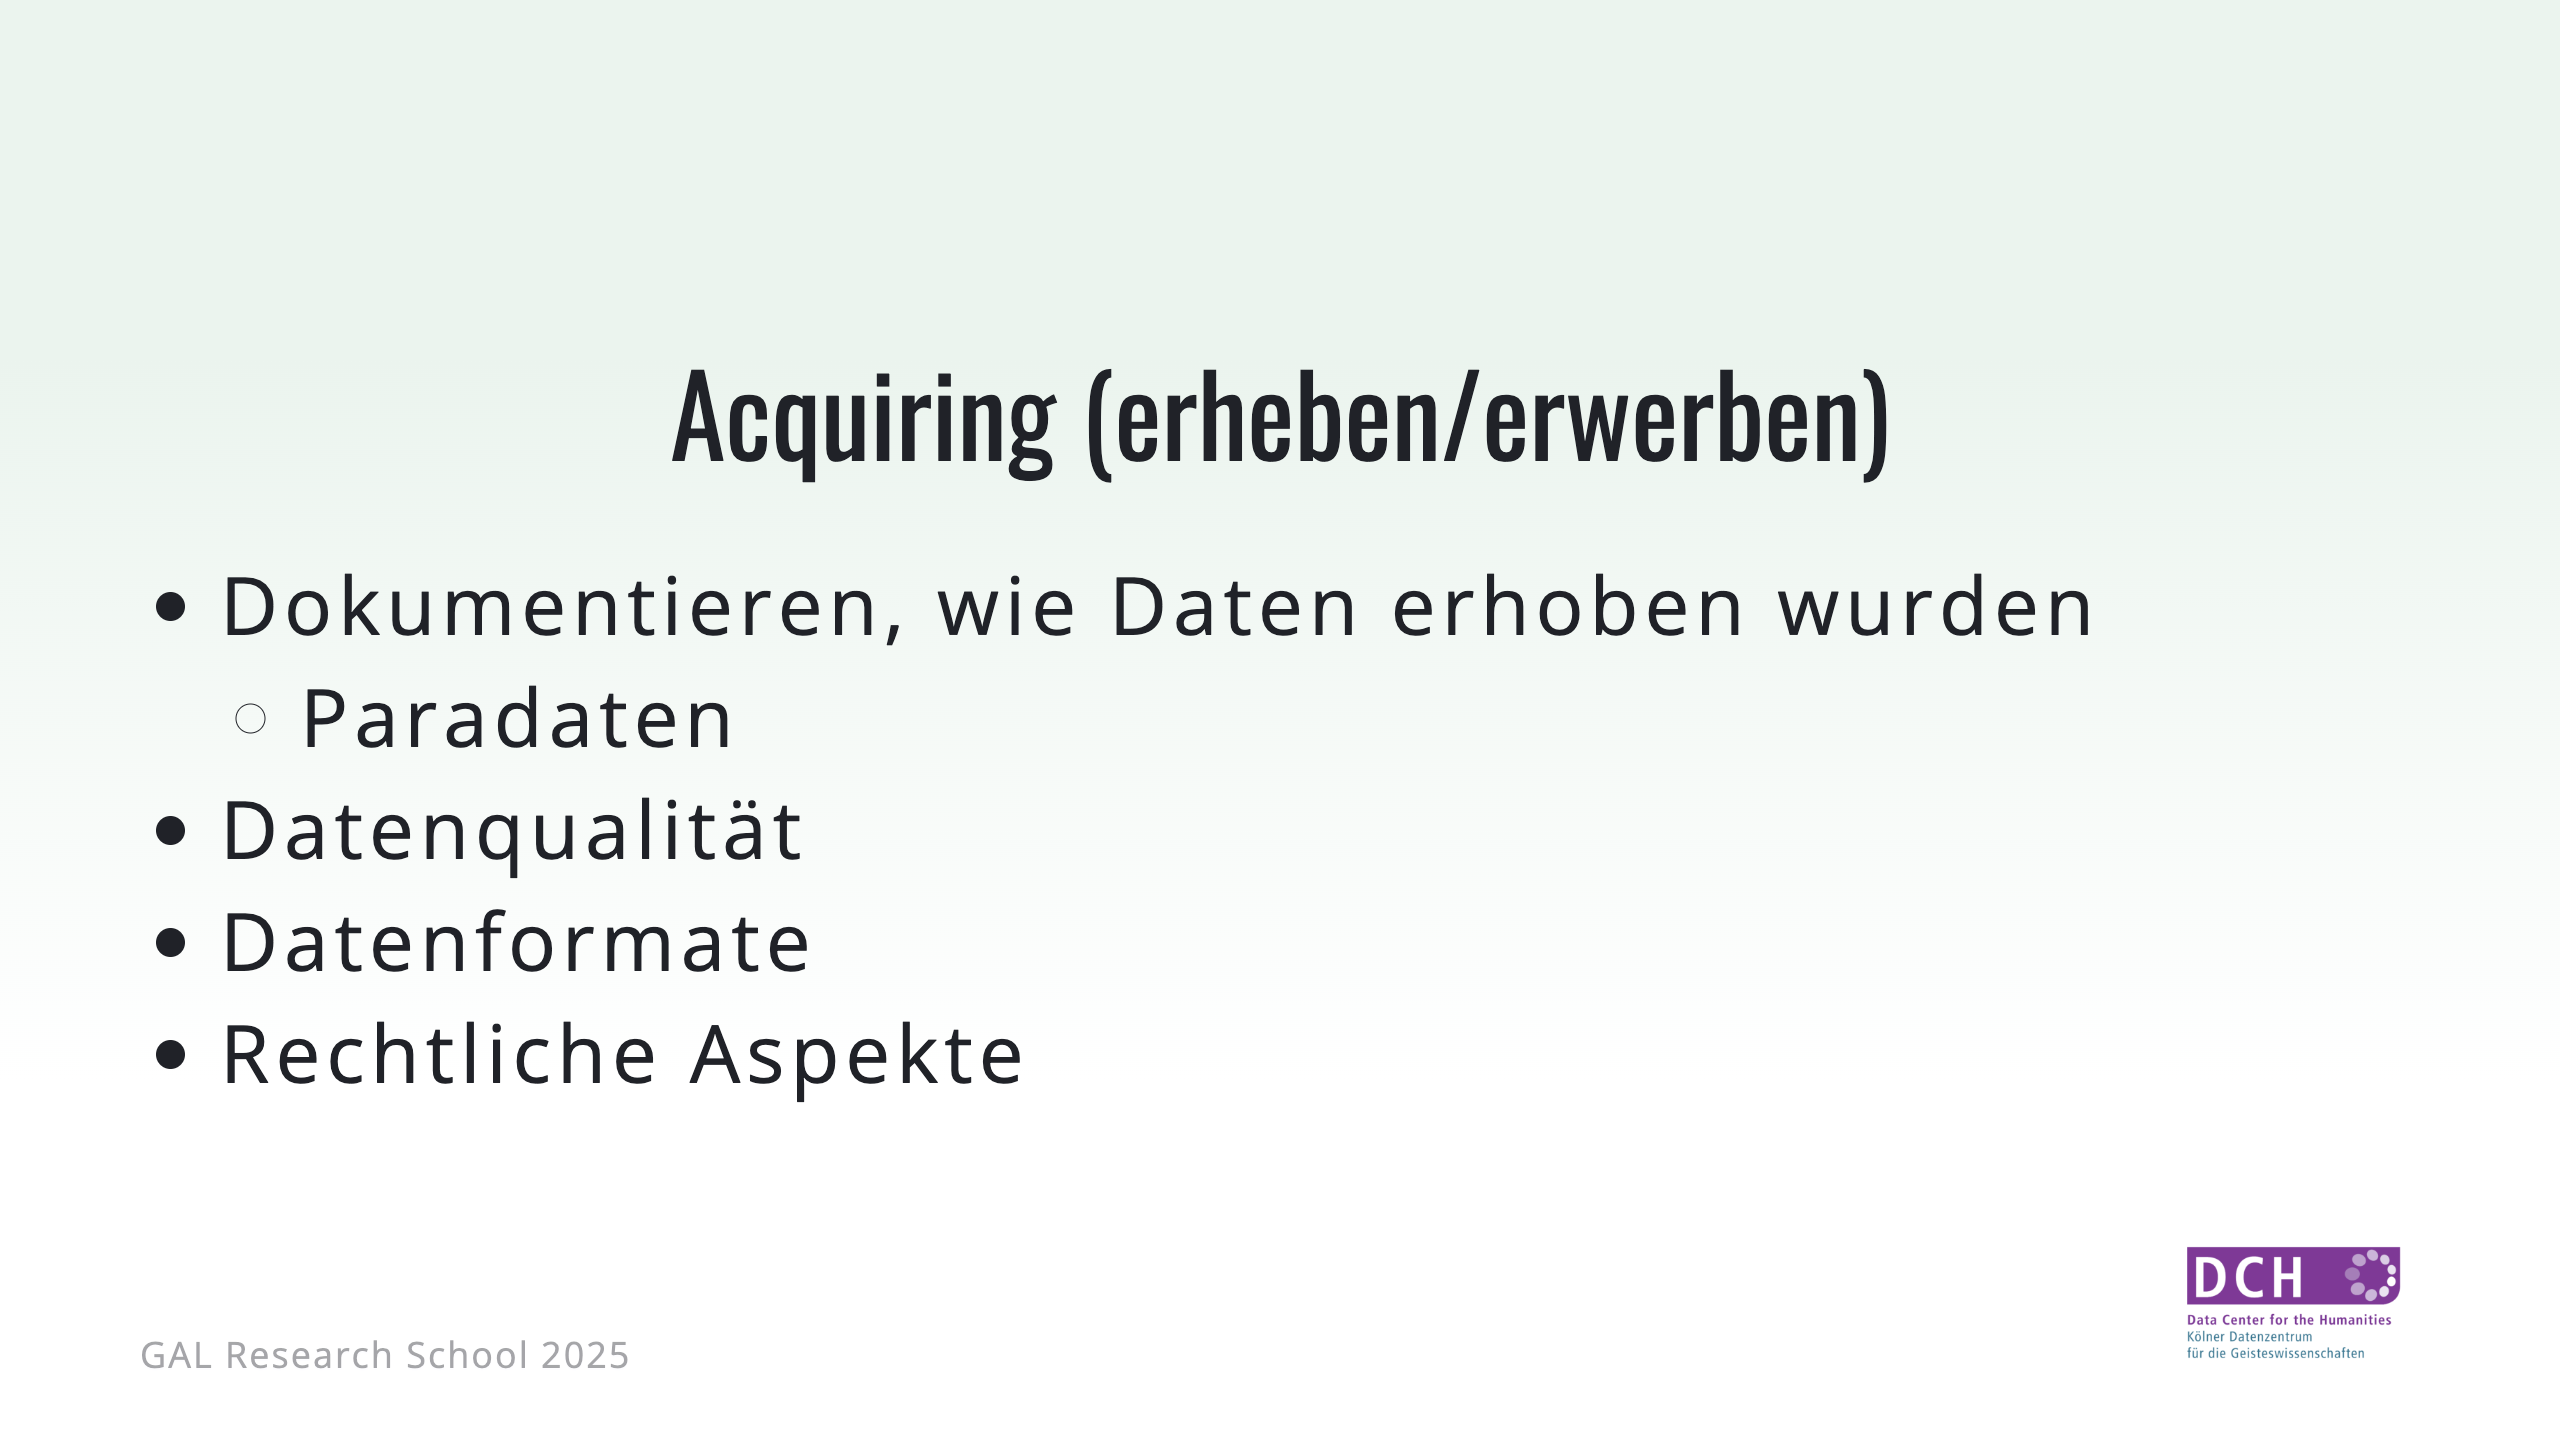 Acquiring (erheben/erwerben)
Dokumentieren, wie Daten erhoben wurden
Paradaten
Datenqualität
Datenformate
Rechtliche Aspekte
DCH
Data Center for the Humanities
Kölner Datenzentrum
für die Geisteswissenschaften
GAL Research School 2025